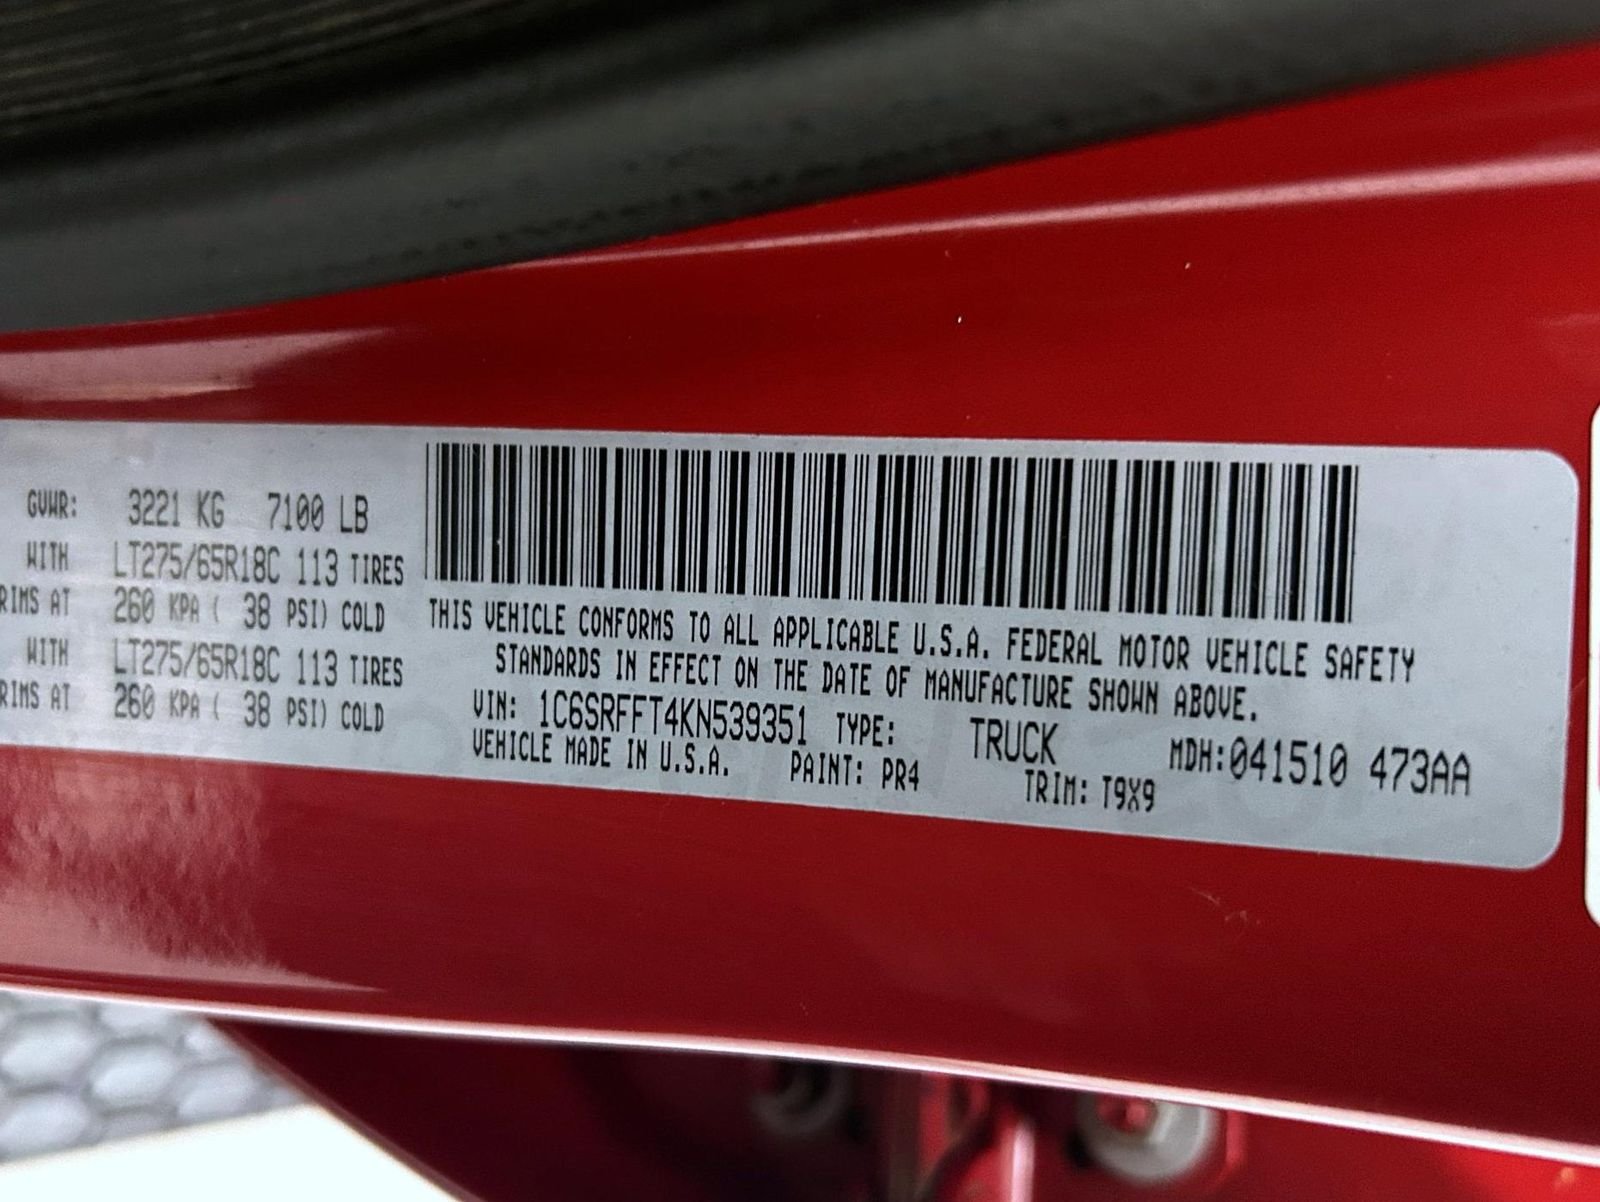 GVWR: 3221 KG 7100 LB
WITH LT275/65R18C 113 TIRES
RIMS AT 260 KPA ( 38 PSI) COLD
WITH LT275/65R18C 113 TIRES
RIMS AT 260 KPA ( 38 PSI) COLD
THIS VEHICLE CONFORMS TO ALL APPLICABLE U.S.A. FEDERAL MOTOR VEHICLE SAFETY
STANDARDS IN EFFECT ON THE DATE OF MANUFACTURE SHOWN ABOVE.
VIN: 1C6SRFFT4KN539351 TYPE: TRUCK MDH:041510 473AA
VEHICLE MADE IN U.S.A. PAINT: PR4 TRIM: T9X9